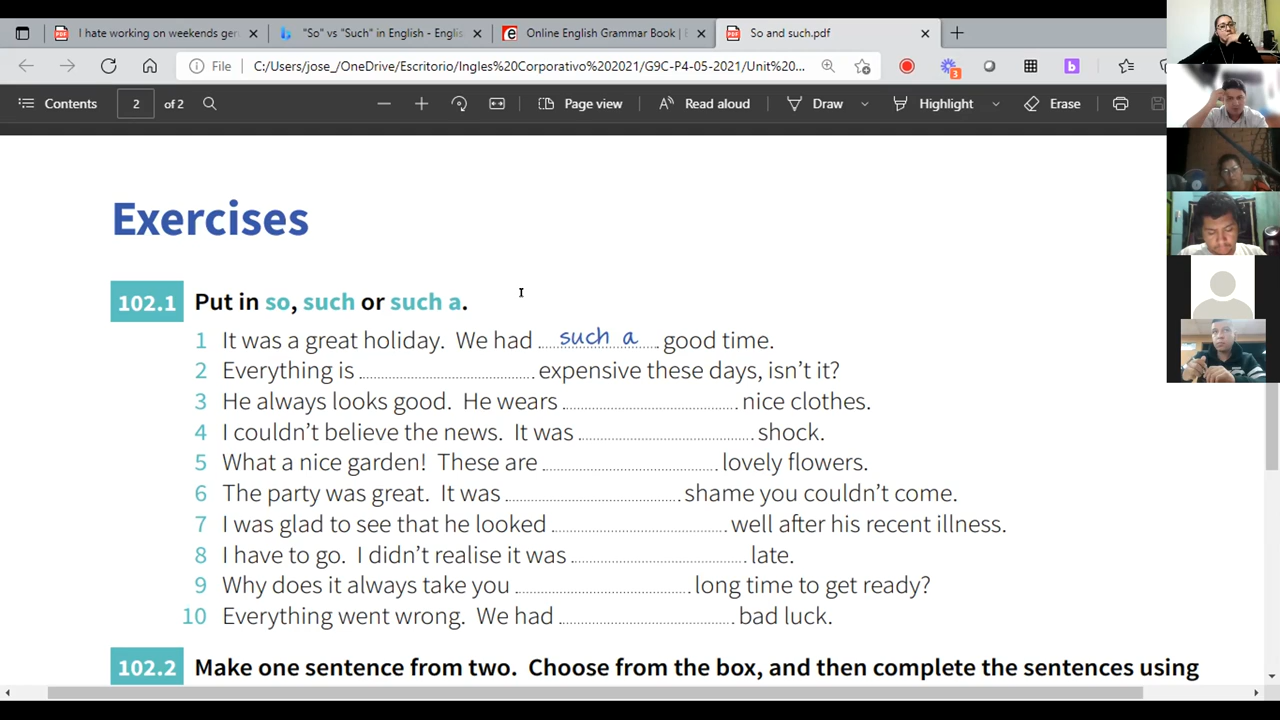 I hate working on weekends ger
"So" vs "Such" in English - Englis
Online English Grammar Book | E
So and such.pdf
File C:/Users/jose_/OneDrive/Escritorio/Ingles%20Corporativo%202021/G9C-P4-05-2021/Unit%20...
3
Contents 2 of 2 Page view Read aloud Draw Highlight Erase
Exercises
102.1 Put in so, such or such a.
1 It was a great holiday. We had such a good time.
2 Everything is expensive these days, isn't it?
3 He always looks good. He wears nice clothes.
4 I couldn't believe the news. It was shock.
5 What a nice garden! These are lovely flowers.
6 The party was great. It was shame you couldn't come.
7 I was glad to see that he looked well after his recent illness.
8 I have to go. I didn't realise it was late.
9 Why does it always take you long time to get ready?
10 Everything went wrong. We had bad luck.
102.2 Make one sentence from two. Choose from the box, and then complete the sentences using